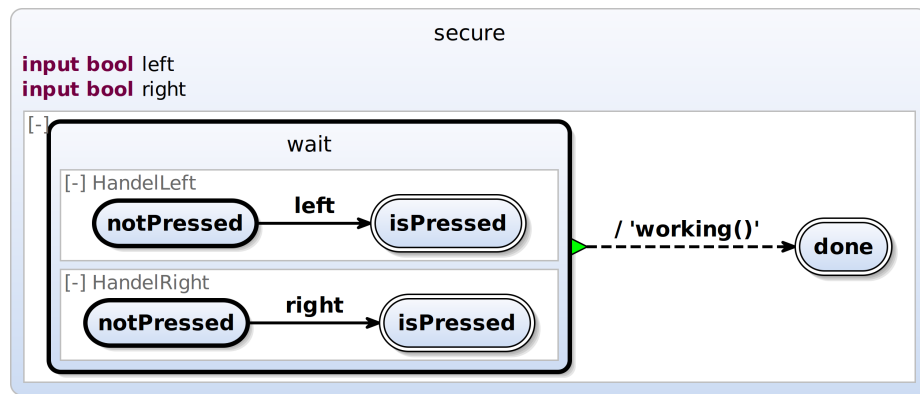 secure
input bool left
input bool right
[-]
wait
[-] HandelLeft
notPressed
left
isPressed
[-] HandelRight
notPressed
right
isPressed
/ 'working()'
done